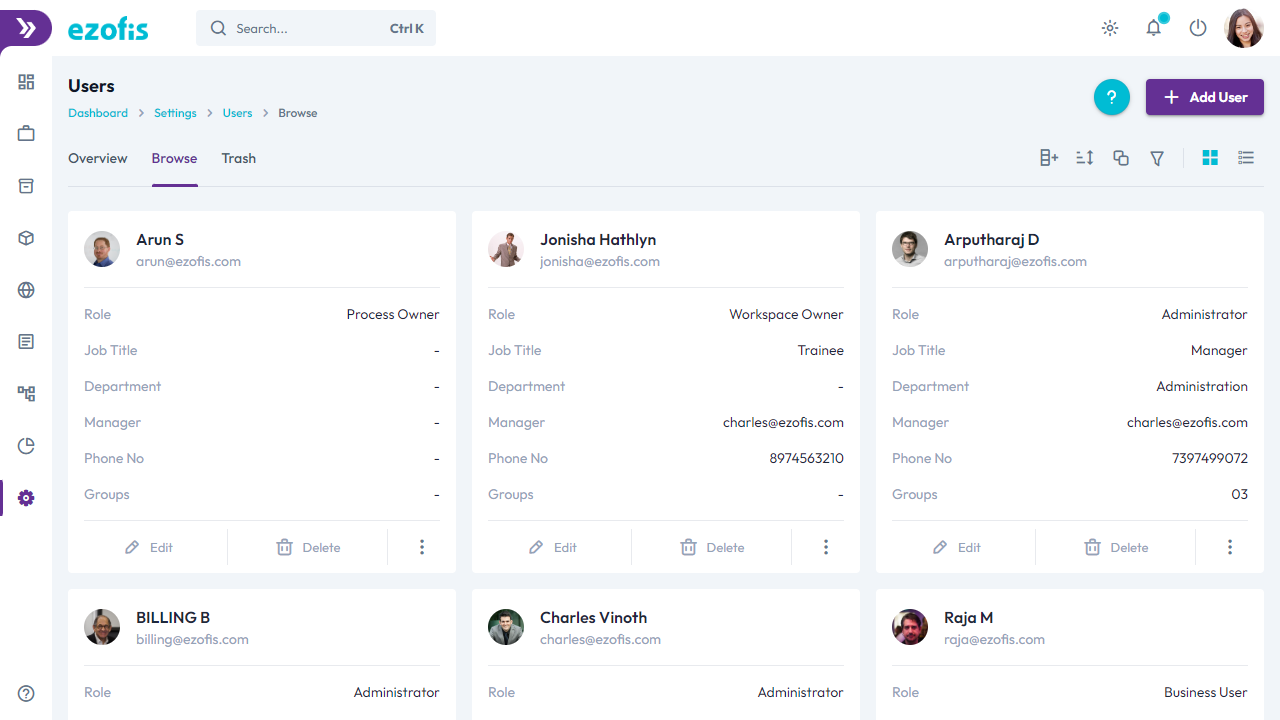 ezofis
Search...
Ctrl K
Users
Dashboard > Settings > Users > Browse
?
Add User
Overview
Browse
Trash
Arun S
arun@ezofis.com
Role Process Owner
Job Title -
Department -
Manager -
Phone No -
Groups -
Edit
Delete
Jonisha Hathlyn
jonisha@ezofis.com
Role Workspace Owner
Job Title Trainee
Department -
Manager charles@ezofis.com
Phone No 8974563210
Groups -
Edit
Delete
Arputharaj D
arputharaj@ezofis.com
Role Administrator
Job Title Manager
Department Administration
Manager charles@ezofis.com
Phone No 7397499072
Groups 03
Edit
Delete
BILLING B
billing@ezofis.com
Role Administrator
Charles Vinoth
charles@ezofis.com
Role Administrator
Raja M
raja@ezofis.com
Role Business User